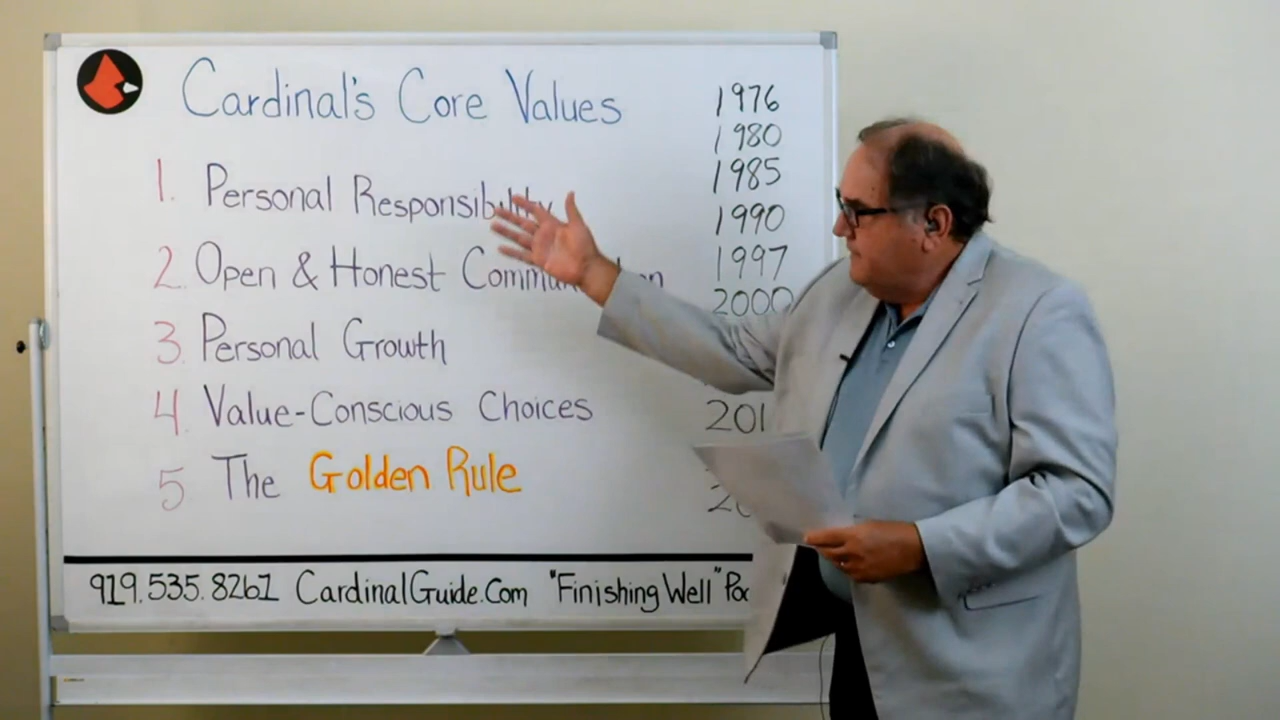 Cardinal's Core Values
1. Personal Responsibility
2. Open & Honest
3. Personal Growth
4. Value-Conscious Choices
5 The Golden Rule
1976
1980
1985
1990
1997
2000
919.535.8261 CardinalGuide.Com "Finishing Well"